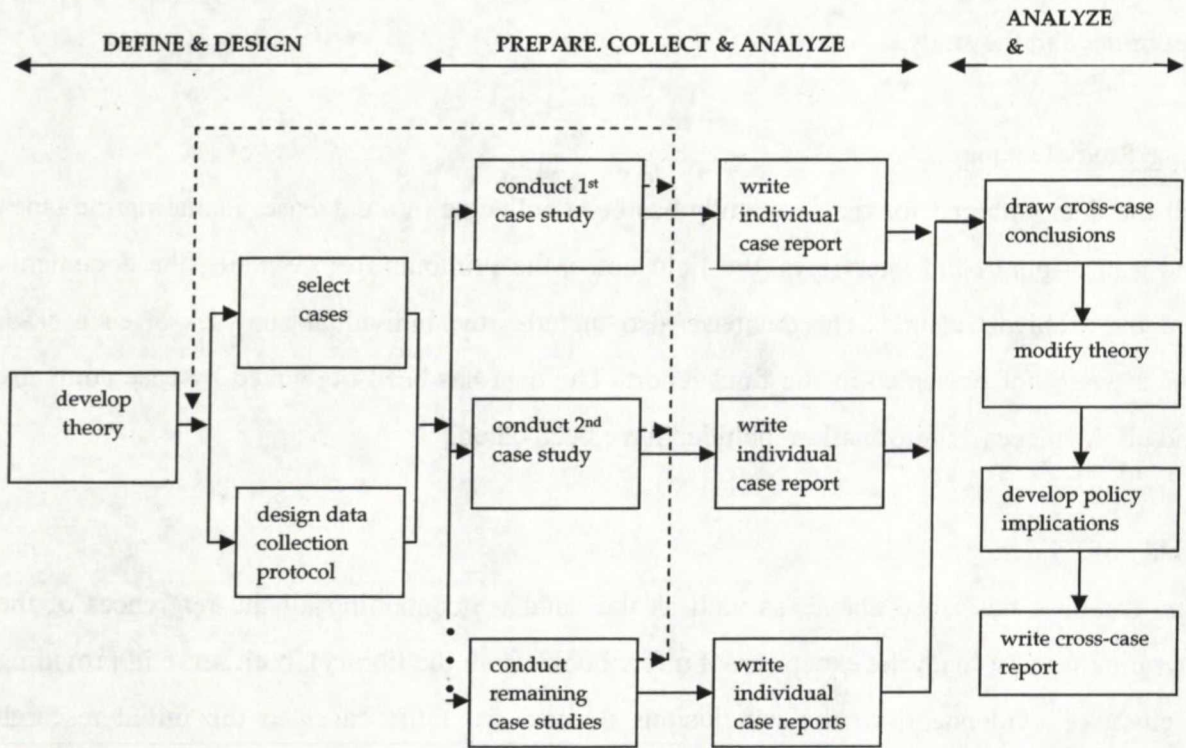 DEFINE & DESIGN
PREPARE. COLLECT & ANALYZE
ANALYZE
&
develop
theory
select
cases
design data
collection
protocol
conduct 1st
case study
conduct 2nd
case study
conduct
remaining
case studies
write
individual
case report
write
individual
case report
write
individual
case reports
draw cross-case
conclusions
modify theory
develop policy
implications
write cross-case
report